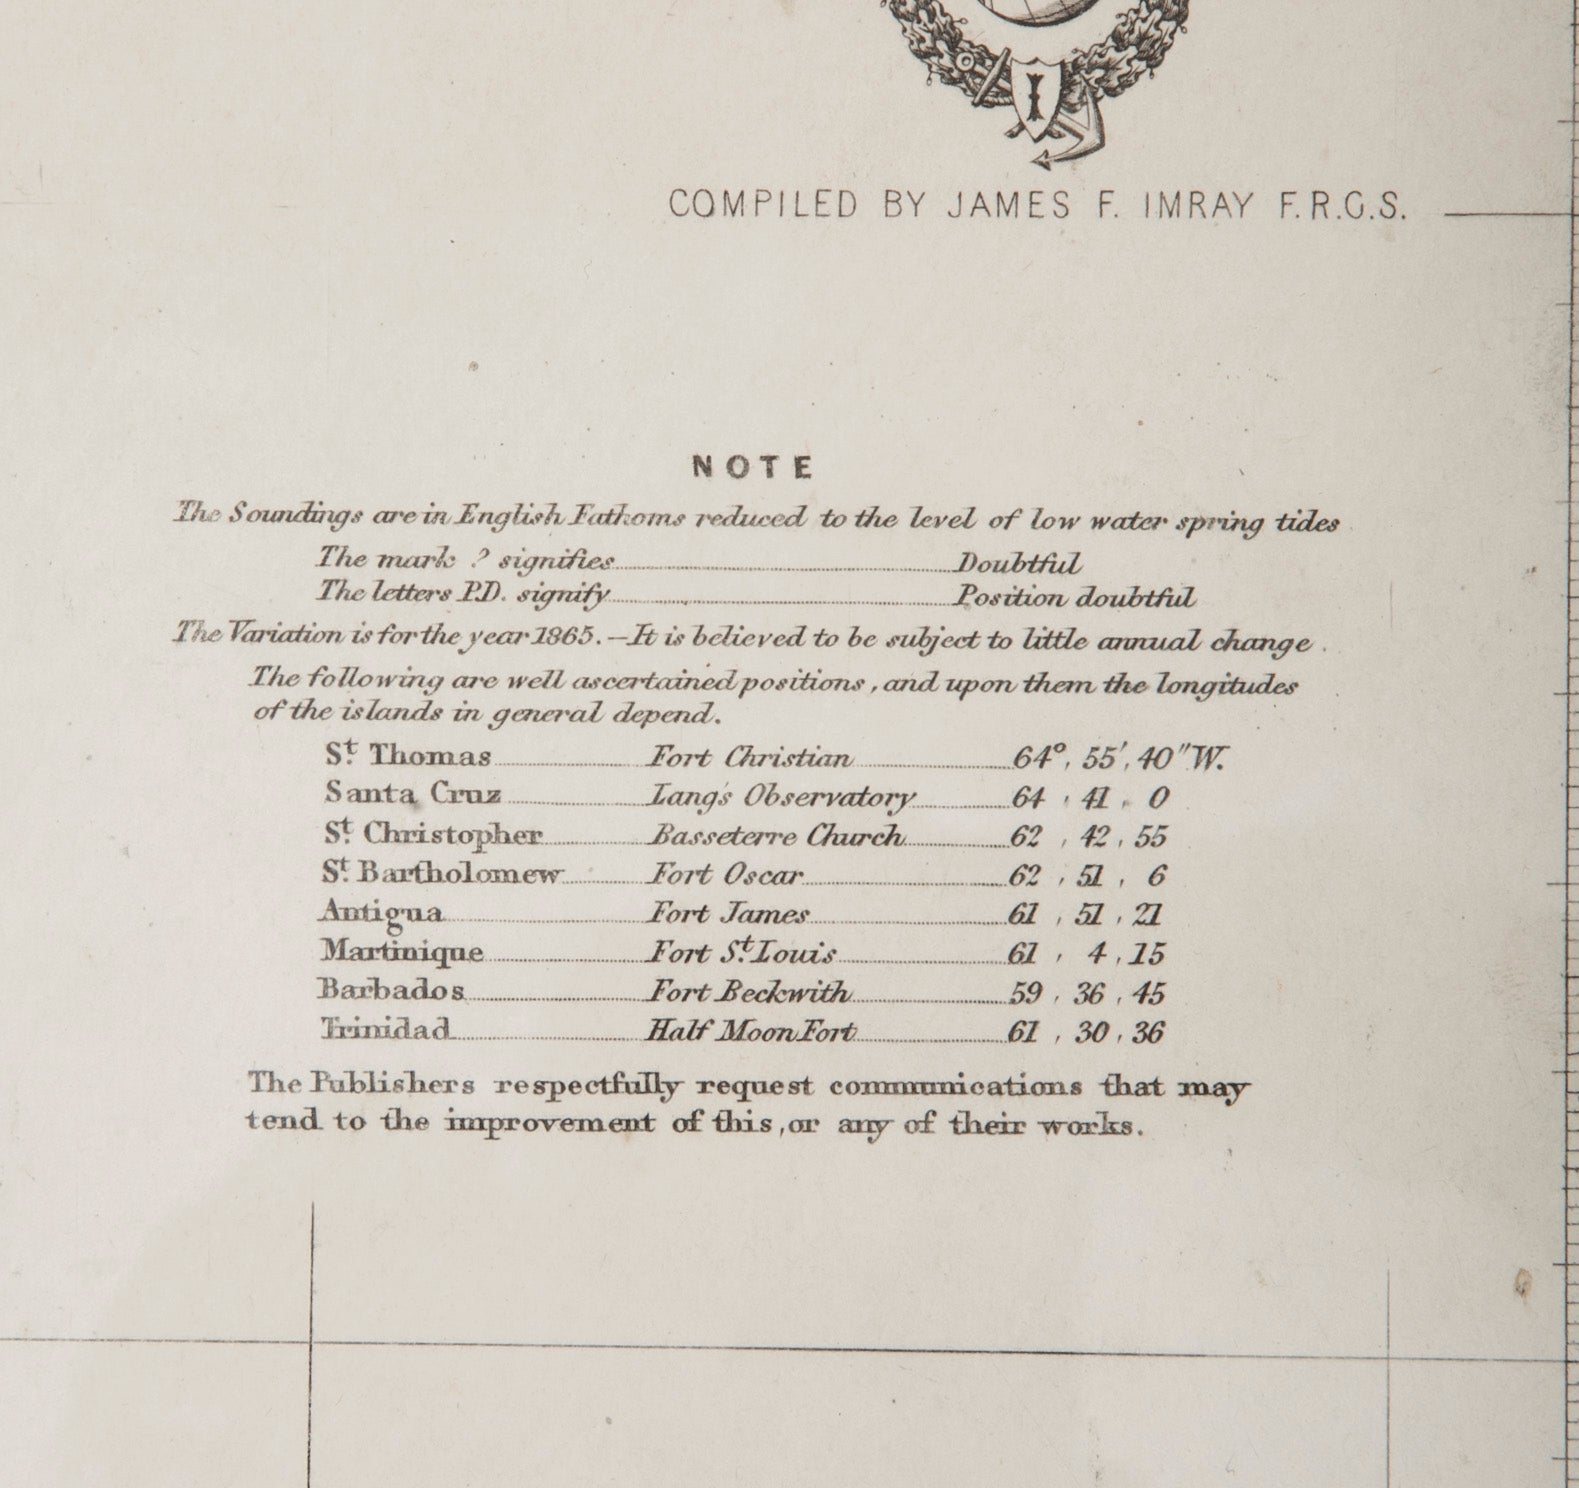 I
COMPILED BY JAMES F. IMRAY F.R.G.S.
NOTE
The Soundings are in English Fathoms reduced to the level of low water spring tides
The mark ? signifies Doubtful
The letters P.D. signify Position doubtful
The Variation is for the year 1865. — It is believed to be subject to little annual change.
The following are well ascertained positions, and upon them the longitudes
of the islands in general depend.
St. Thomas Fort Christian 64°, 55', 40" W.
Santa Cruz Lang's Observatory 64, 41, 0
St. Christopher Basseterre Church 62, 42, 55
St. Bartholomew Fort Oscar 62, 51, 6
Antigua Fort James 61, 51, 21
Martinique Fort St. Louis 61, 4, 15
Barbados Fort Beckwith 59, 36, 45
Trinidad Half Moon Fort 61, 30, 36
The Publishers respectfully request communications that may
tend to the improvement of this, or any of their works.